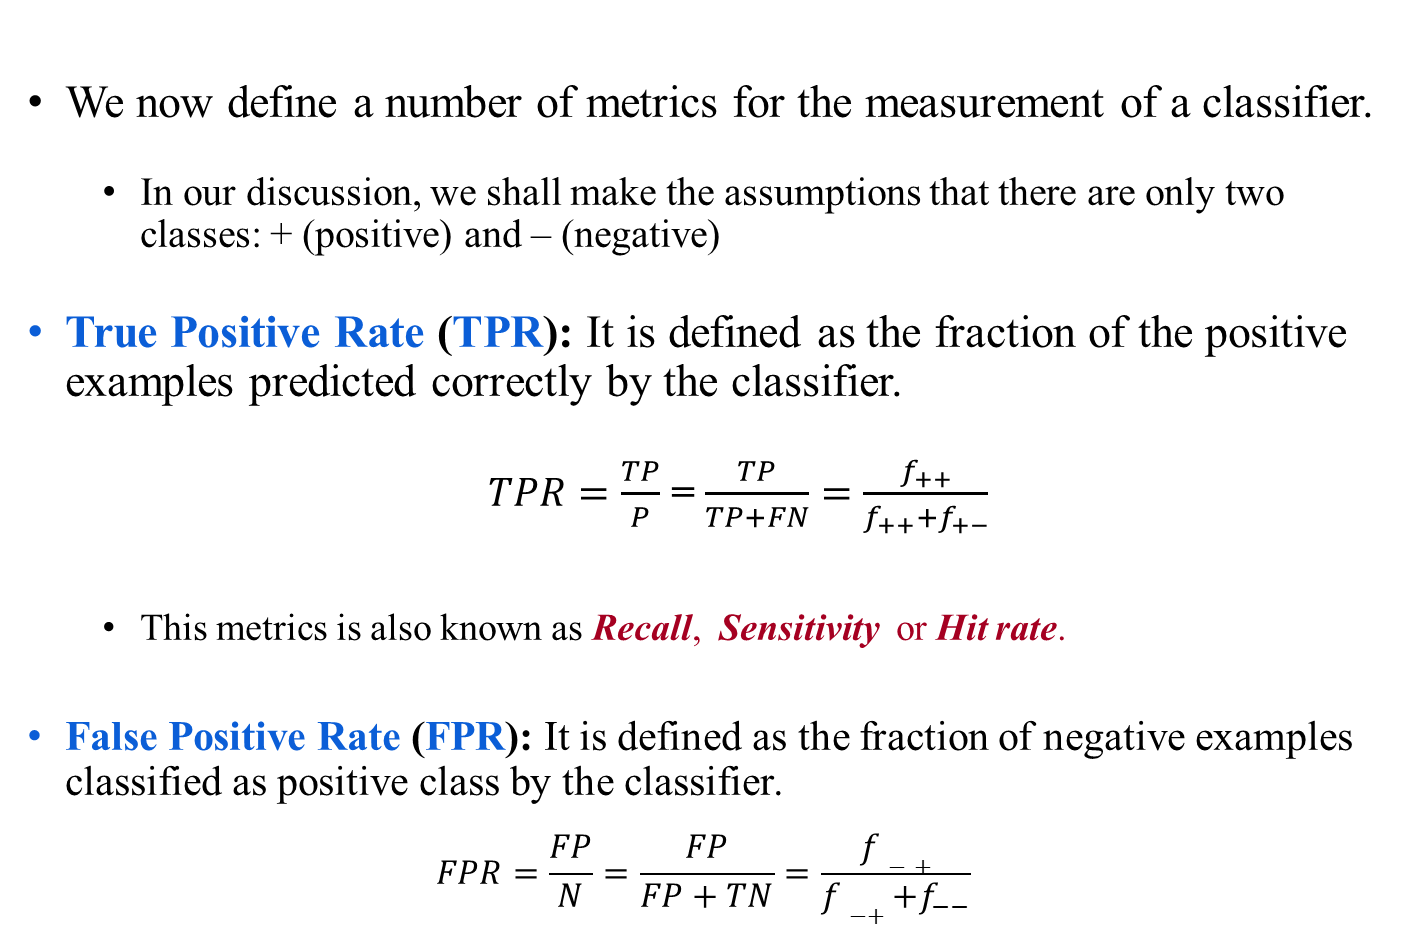 • We now define a number of metrics for the measurement of a classifier.
• In our discussion, we shall make the assumptions that there are only two
classes: + (positive) and – (negative)
• True Positive Rate (TPR): It is defined as the fraction of the positive
examples predicted correctly by the classifier.
TPR = TP/P = TP/(TP+FN) = f₊₊/(f₊₊+f₊₋)
• This metrics is also known as Recall, Sensitivity or Hit rate.
• False Positive Rate (FPR): It is defined as the fraction of negative examples
classified as positive class by the classifier.
FPR = FP/N = FP/(FP + TN) = f₋₊/(f₋₊+f₋₋)